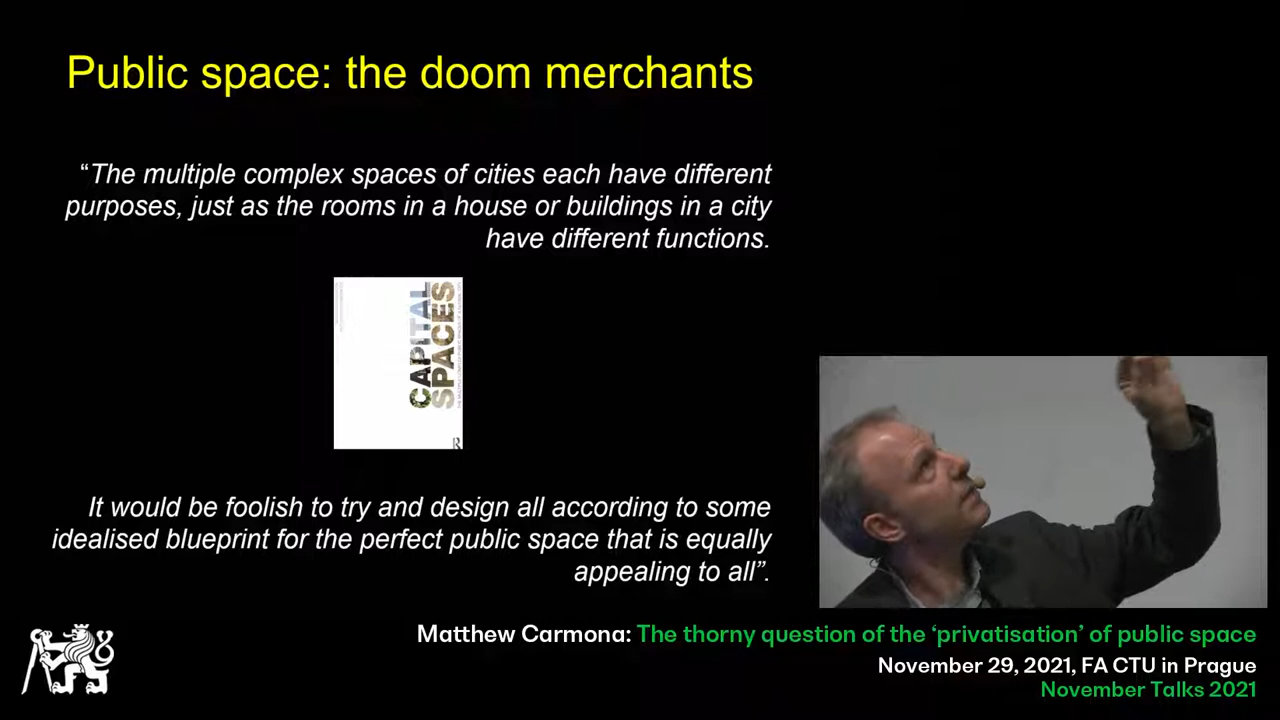 Public space: the doom merchants
“The multiple complex spaces of cities each have different
purposes, just as the rooms in a house or buildings in a city
have different functions.
CAPITAL
SPACES
R
It would be foolish to try and design all according to some
idealised blueprint for the perfect public space that is equally
appealing to all”.
Matthew Carmona: The thorny question of the ‘privatisation’ of public space
November 29, 2021, FA CTU in Prague
November Talks 2021